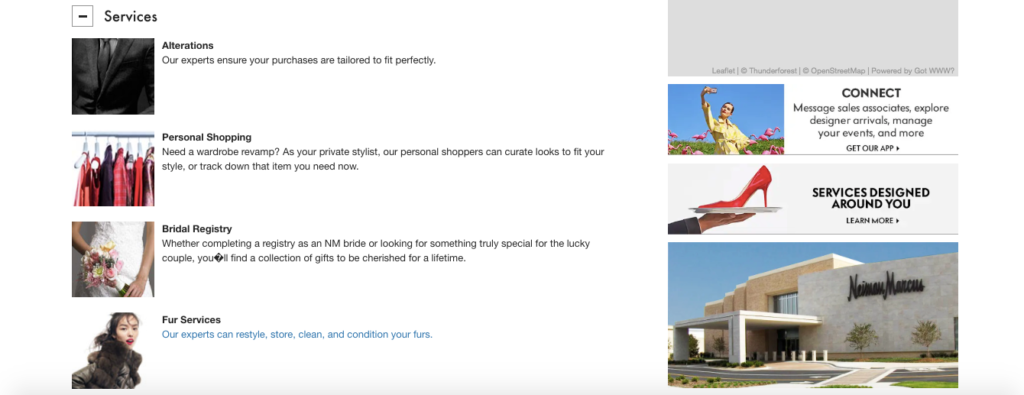 Services
Alterations
Our experts ensure your purchases are tailored to fit perfectly.
Personal Shopping
Need a wardrobe revamp? As your private stylist, our personal shoppers can curate looks to fit your
style, or track down that item you need now.
Bridal Registry
Whether completing a registry as an NM bride or looking for something truly special for the lucky
couple, you�ll find a collection of gifts to be cherished for a lifetime.
Fur Services
Our experts can restyle, store, clean, and condition your furs.
Leaflet | © Thunderforest | © OpenStreetMap | Powered by Got WWW?
CONNECT
Message sales associates, explore
designer arrivals, manage
your events, and more
GET OUR APP
SERVICES DESIGNED
AROUND YOU
LEARN MORE
Neiman Marcus